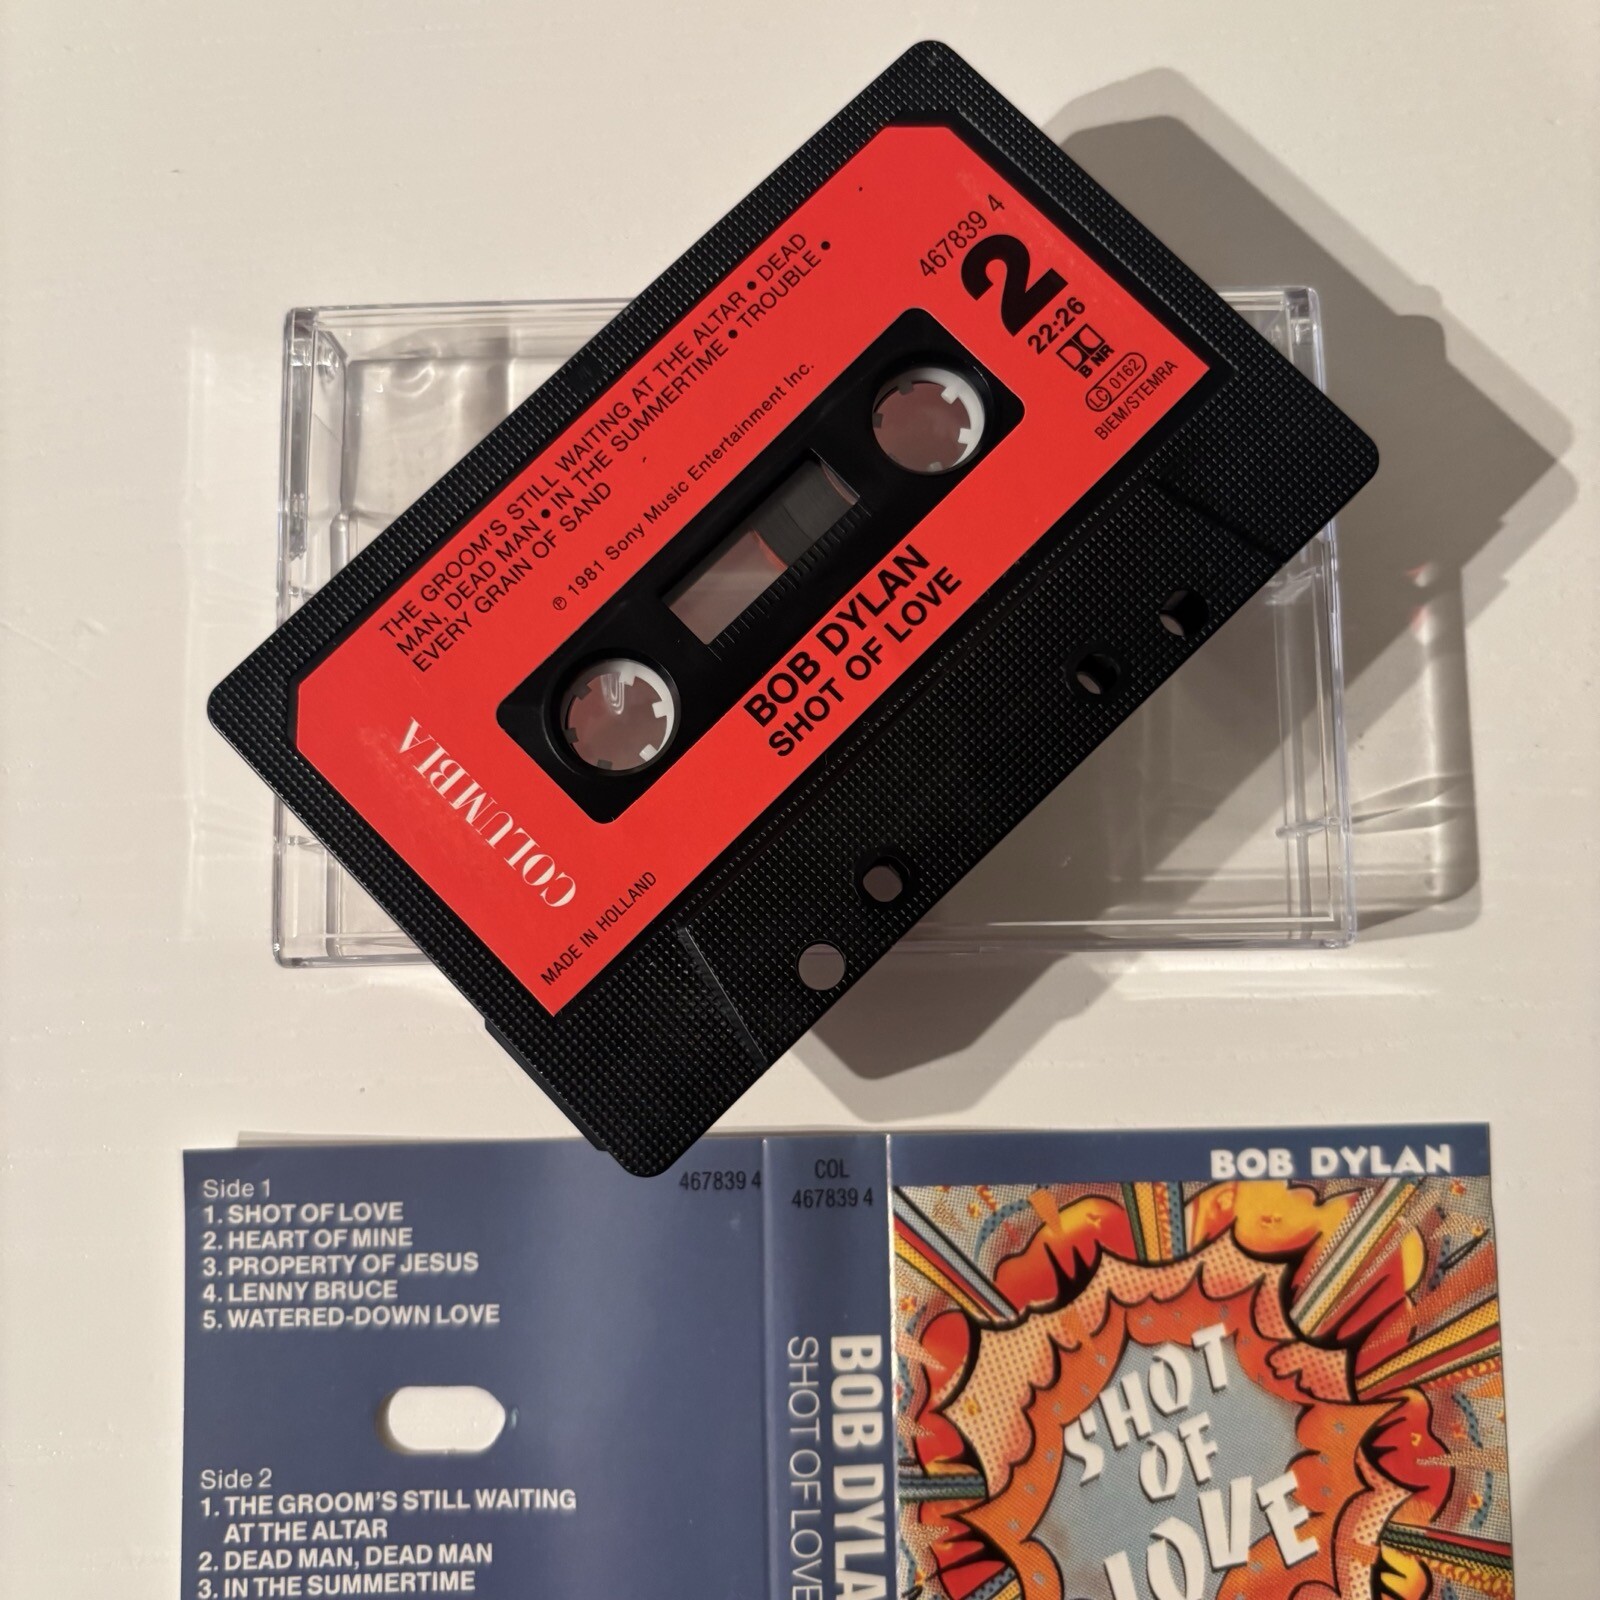 467839 4
2
22:26
B NR
LC 0162
BIEM/STEMRA
THE GROOM'S STILL WAITING AT THE ALTAR • DEAD
MAN, DEAD MAN • IN THE SUMMERTIME • TROUBLE •
EVERY GRAIN OF SAND
℗ 1981 Sony Music Entertainment Inc.
BOB DYLAN
SHOT OF LOVE
COLUMBIA
MADE IN HOLLAND
467839 4
Side 1
1. SHOT OF LOVE
2. HEART OF MINE
3. PROPERTY OF JESUS
4. LENNY BRUCE
5. WATERED-DOWN LOVE
Side 2
1. THE GROOM'S STILL WAITING
AT THE ALTAR
2. DEAD MAN, DEAD MAN
3. IN THE SUMMERTIME
COL
467839 4
BOB DYLA
SHOT OF LOVE
BOB DYLAN
SHOT
OF
LOVE